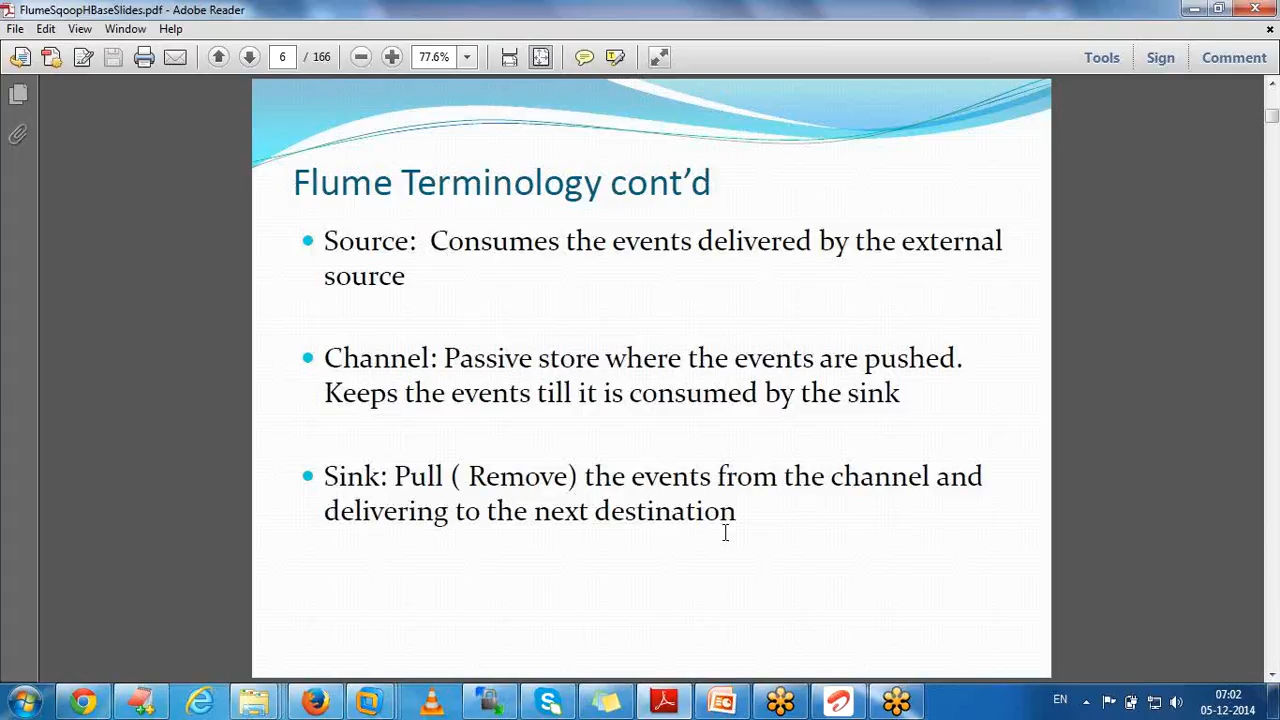 FlumeSqoopHBaseSlides.pdf - Adobe Reader
File Edit View Window Help
6 / 166 77.6% Tools Sign Comment
Flume Terminology cont’d
Source: Consumes the events delivered by the external
source
Channel: Passive store where the events are pushed.
Keeps the events till it is consumed by the sink
Sink: Pull ( Remove) the events from the channel and
delivering to the next destination
EN 07:02
05-12-2014